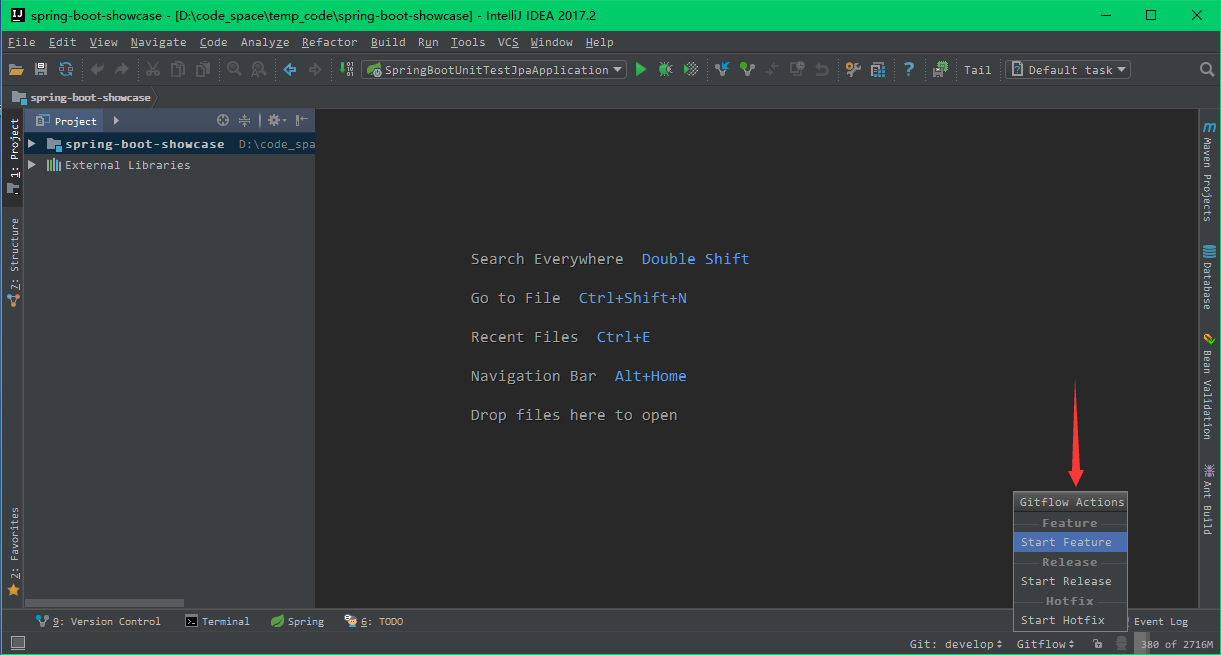 spring-boot-showcase - [D:\code_space\temp_code\spring-boot-showcase] - IntelliJ IDEA 2017.2
File Edit View Navigate Code Analyze Refactor Build Run Tools VCS Window Help
SpringBootUnitTestJpaApplication Tail Default task
spring-boot-showcase
1: Project
7: Structure
2: Favorites
Project
spring-boot-showcase D:\code_spa
External Libraries
Search Everywhere Double Shift
Go to File Ctrl+Shift+N
Recent Files Ctrl+E
Navigation Bar Alt+Home
Drop files here to open
Maven Projects
Database
Bean Validation
Ant Build
Gitflow Actions
Feature
Start Feature
Release
Start Release
Hotfix
Start Hotfix
9: Version Control Terminal Spring 6: TODO Event Log
Git: develop Gitflow 380 of 2716M